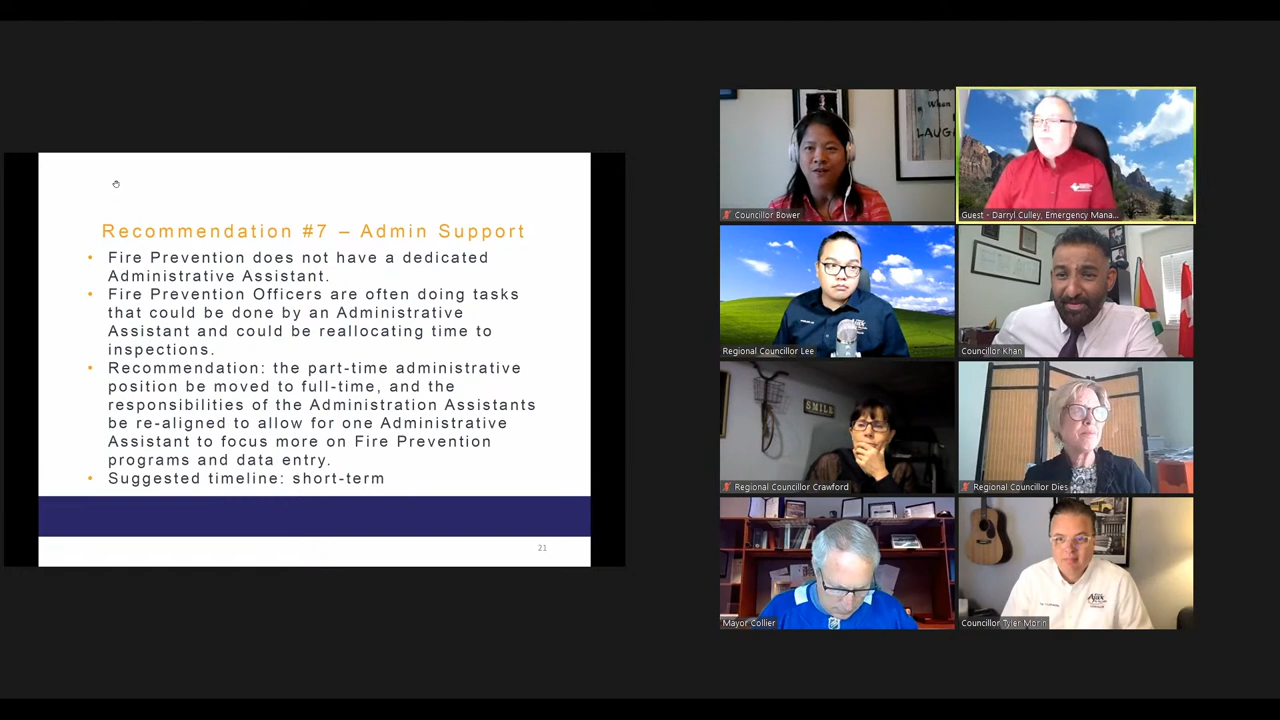 Recommendation #7 – Admin Support
• Fire Prevention does not have a dedicated
Administrative Assistant.
• Fire Prevention Officers are often doing tasks
that could be done by an Administrative
Assistant and could be reallocating time to
inspections.
• Recommendation: the part-time administrative
position be moved to full-time, and the
responsibilities of the Administration Assistants
be re-aligned to allow for one Administrative
Assistant to focus more on Fire Prevention
programs and data entry.
• Suggested timeline: short-term
21
When
LAUG
Councillor Bower
Guest - Darryl Culley, Emergency Mana...
Regional Councillor Lee
Councillor Khan
SMILE
Regional Councillor Crawford
Regional Councillor Dies
Mayor Collier
Ajax
Councillor Tyler Morin